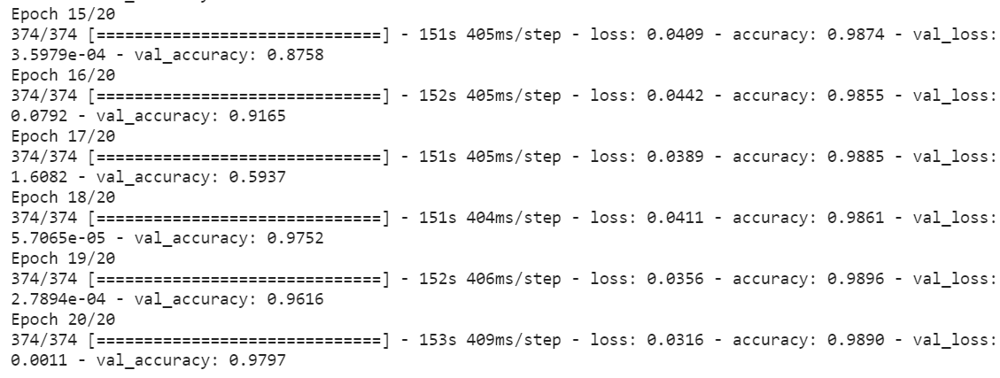 Epoch 15/20
374/374 [==============================] - 151s 405ms/step - loss: 0.0409 - accuracy: 0.9874 - val_loss:
3.5979e-04 - val_accuracy: 0.8758
Epoch 16/20
374/374 [==============================] - 152s 405ms/step - loss: 0.0442 - accuracy: 0.9855 - val_loss:
0.0792 - val_accuracy: 0.9165
Epoch 17/20
374/374 [==============================] - 151s 405ms/step - loss: 0.0389 - accuracy: 0.9885 - val_loss:
1.6082 - val_accuracy: 0.5937
Epoch 18/20
374/374 [==============================] - 151s 404ms/step - loss: 0.0411 - accuracy: 0.9861 - val_loss:
5.7065e-05 - val_accuracy: 0.9752
Epoch 19/20
374/374 [==============================] - 152s 406ms/step - loss: 0.0356 - accuracy: 0.9896 - val_loss:
2.7894e-04 - val_accuracy: 0.9616
Epoch 20/20
374/374 [==============================] - 153s 409ms/step - loss: 0.0316 - accuracy: 0.9890 - val_loss:
0.0011 - val_accuracy: 0.9797